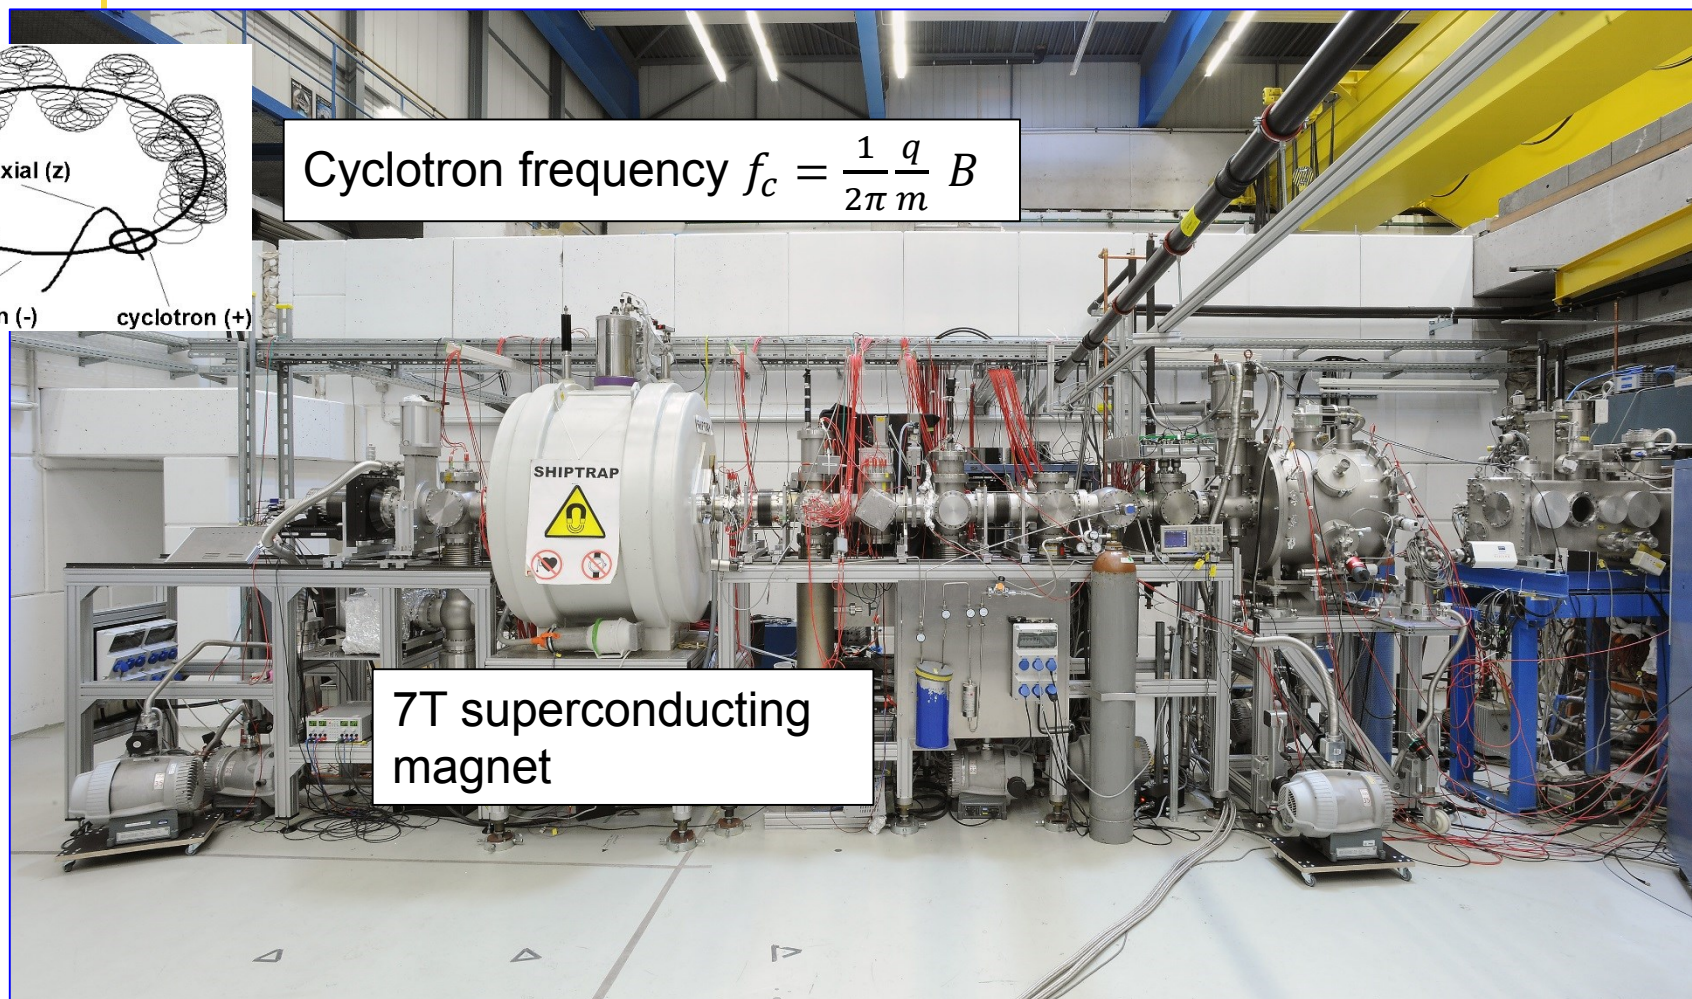 xial (z)
n (-)
cyclotron (+)
Cyclotron frequency $f_c = \frac{1}{2\pi}\frac{q}{m} B$
SHIPTRAP
7T superconducting
magnet